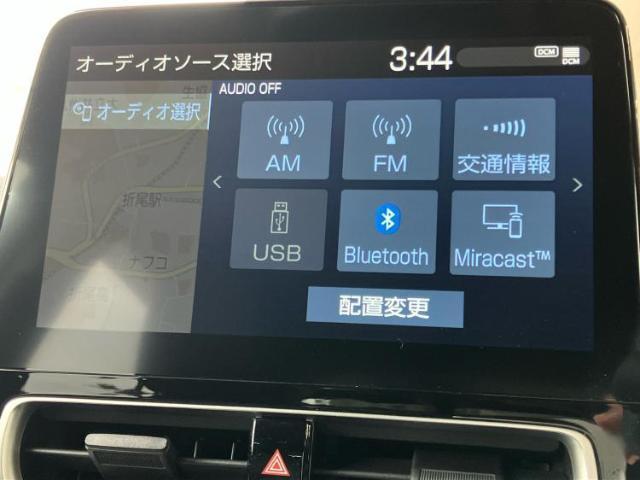 オーディオソース選択
3:44
DCM
DCM
AUDIO OFF
オーディオ選択
AM
FM
交通情報
USB
Bluetooth
Miracast™
配置変更
折尾駅
ナフコ